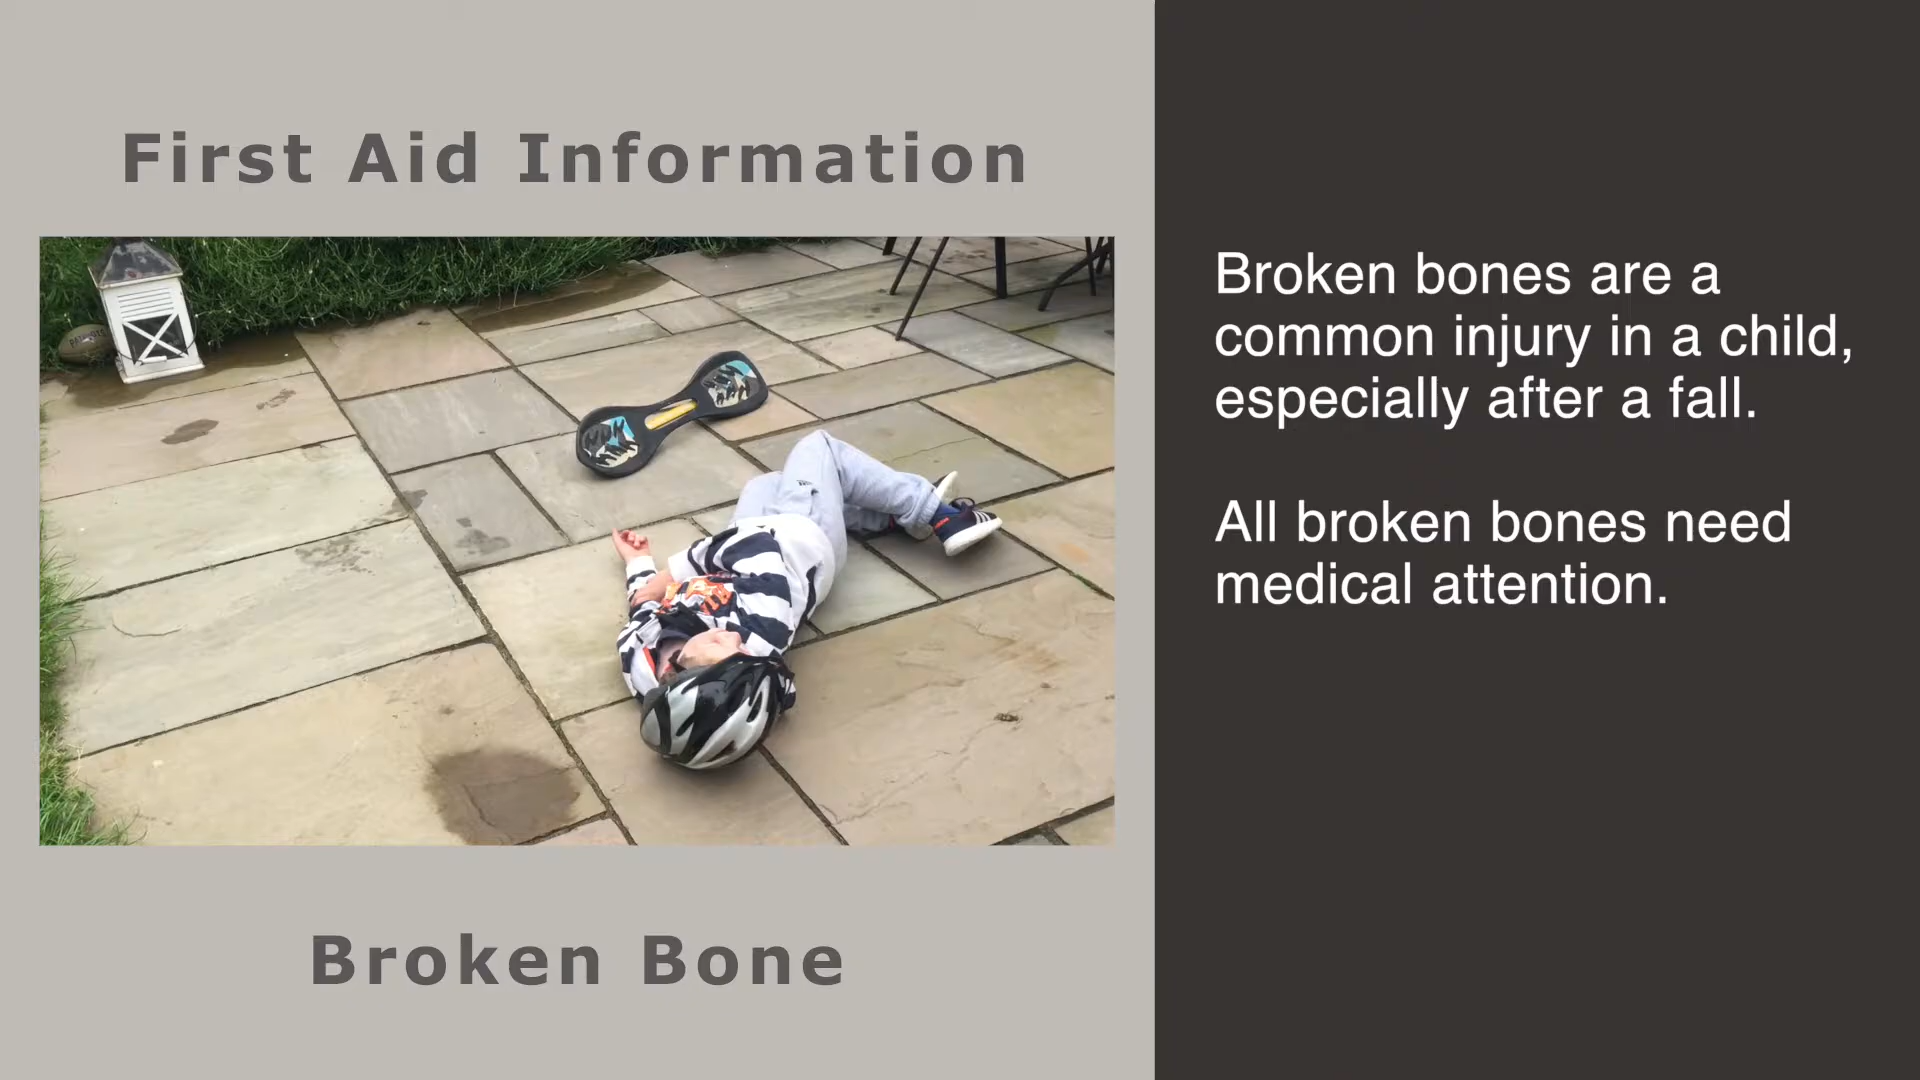 First Aid Information
Broken Bone
Broken bones are a
common injury in a child,
especially after a fall.
All broken bones need
medical attention.